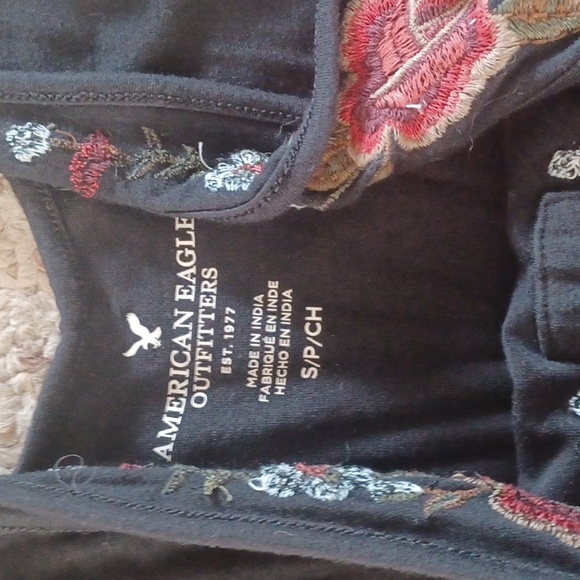 AMERICAN EAGLE
OUTFITTERS
EST. 1977
MADE IN INDIA
FABRIQUÉ EN INDE
HECHO EN INDIA
S/P/CH